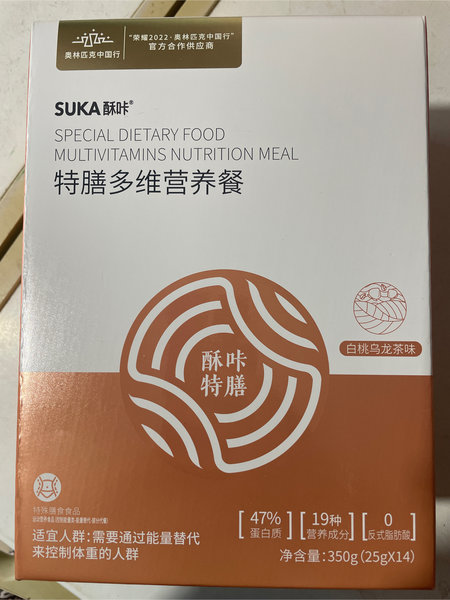 奥林匹克中国行
"荣耀2022·奥林匹克中国行"
官方合作供应商
SUKA酥咔®
SPECIAL DIETARY FOOD
MULTIVITAMINS NUTRITION MEAL
特膳多维营养餐
酥咔
特膳
白桃乌龙茶味
特殊膳食食品
适宜人群:需要通过能量替代
来控制体重的人群
47%
蛋白质
19种
营养成分
0
反式脂肪酸
净含量:350g(25gX14)